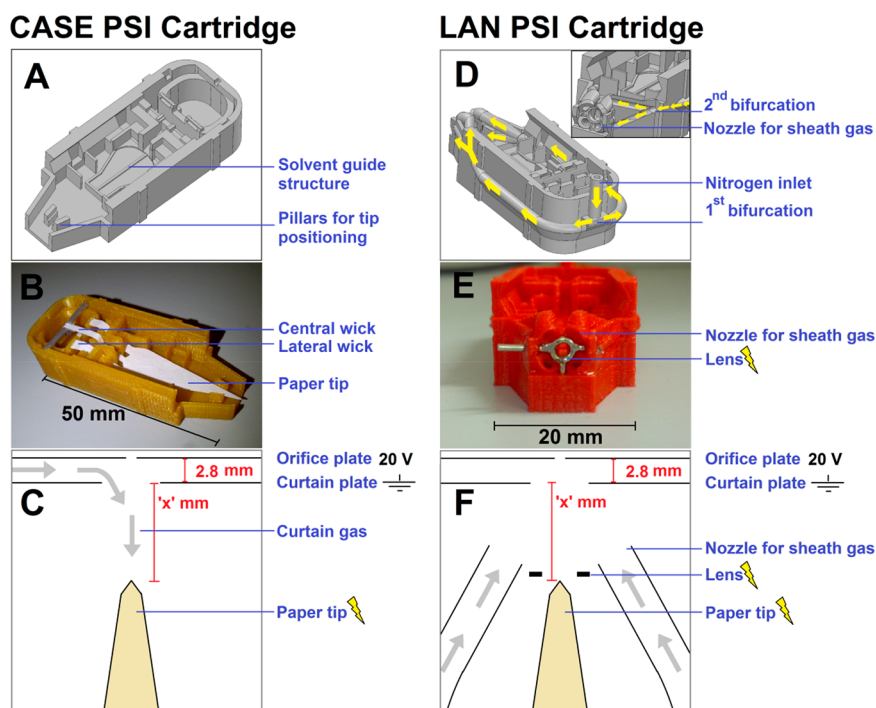 CASE PSI Cartridge
A
Solvent guide
structure
Pillars for tip
positioning
B
Central wick
Lateral wick
Paper tip
50 mm
Orifice plate 20 V
2.8 mm
Curtain plate
C
'x' mm
Curtain gas
Paper tip
LAN PSI Cartridge
D
2nd bifurcation
Nozzle for sheath gas
Nitrogen inlet
1st bifurcation
E
Nozzle for sheath gas
Lens
20 mm
Orifice plate 20 V
2.8 mm
Curtain plate
F
'x' mm
Nozzle for sheath gas
Lens
Paper tip